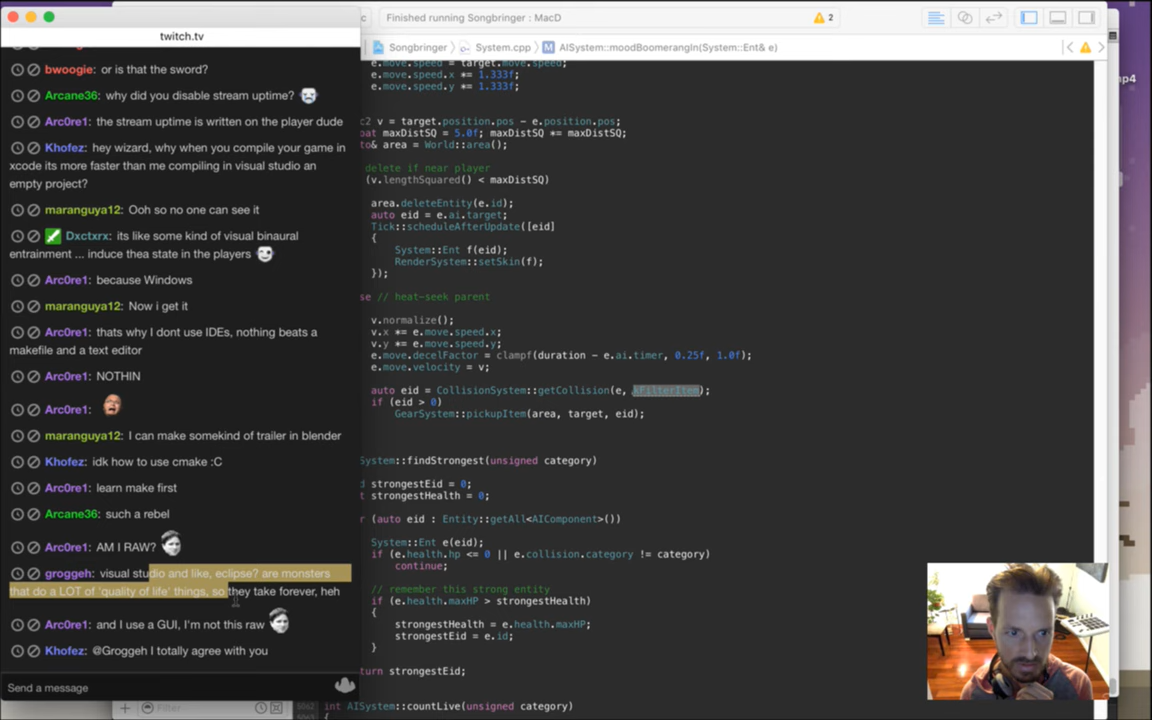 twitch.tv
bwoogie: or is that the sword?
Arcane36: why did you disable stream uptime?
Arc0re1: the stream uptime is written on the player dude
Khofez: hey wizard, why when you compile your game in
xcode its more faster than me compiling in visual studio an
empty project?
maranguya12: Ooh so no one can see it
Dxctxrx: its like some kind of visual binaural
entrainment ... induce thea state in the players
Arc0re1: because Windows
maranguya12: Now i get it
Arc0re1: thats why I dont use IDEs, nothing beats a
makefile and a text editor
Arc0re1: NOTHIN
Arc0re1:
maranguya12: I can make somekind of trailer in blender
Khofez: idk how to use cmake :C
Arc0re1: learn make first
Arcane36: such a rebel
Arc0re1: AM I RAW?
groggeh: visual studio and like, eclipse? are monsters
that do a LOT of 'quality of life' things, so they take forever, heh
Arc0re1: and I use a GUI, I'm not this raw
Khofez: @Groggeh I totally agree with you
Send a message
Finished running Songbringer : MacD
2
Songbringer
System.cpp
M
AISystem::moodBoomerangIn(System::Ent& e)
e.move.speed = target.move.speed;
e.move.speed.x *= 1.333f;
e.move.speed.y *= 1.333f;
c2 v = target.position.pos - e.position.pos;
oat maxDistSQ = 5.0f; maxDistSQ *= maxDistSQ;
to& area = World::area();
delete if near player
(v.lengthSquared() < maxDistSQ)
area.deleteEntity(e.id);
auto eid = e.ai.target;
Tick::scheduleAfterUpdate([eid]
{
System::Ent f(eid);
RenderSystem::setSkin(f);
});
se // heat-seek parent
v.normalize();
v.x *= e.move.speed.x;
v.y *= e.move.speed.y;
e.move.decelFactor = clampf(duration - e.ai.timer, 0.25f, 1.0f);
e.move.velocity = v;
auto eid = CollisionSystem::getCollision(e, kFilterItem);
if (eid > 0)
GearSystem::pickupItem(area, target, eid);
System::findStrongest(unsigned category)
d strongestEid = 0;
t strongestHealth = 0;
r (auto eid : Entity::getAll<AIComponent>())
System::Ent e(eid);
if (e.health.hp <= 0 || e.collision.category != category)
continue;
// remember this strong entity
if (e.health.maxHP > strongestHealth)
{
strongestHealth = e.health.maxHP;
strongestEid = e.id;
}
turn strongestEid;
int AISystem::countLive(unsigned category)
{
Filter
5062
5063
mp4